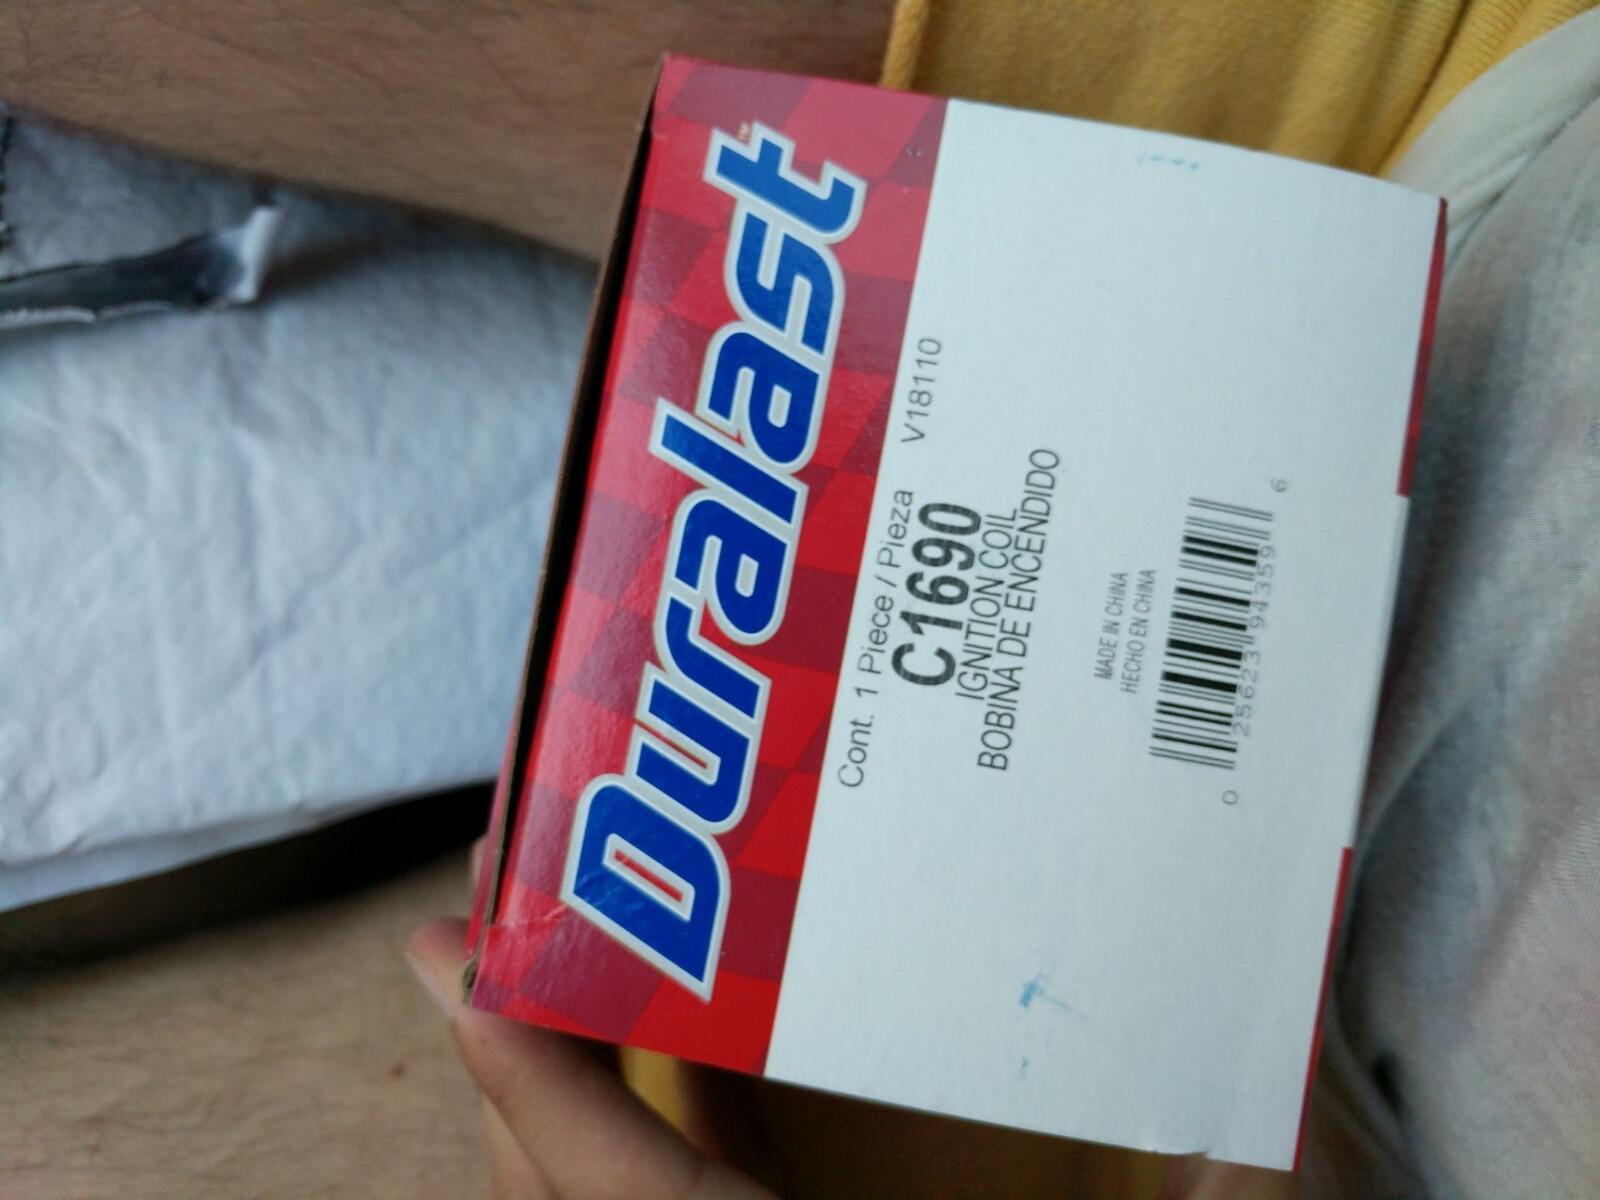 Duralast
Cont. 1 Piece / Pieza V18110
C1690
IGNITION COIL
BOBINA DE ENCENDIDO
MADE IN CHINA
HECHO EN CHINA
0 25623 94359 6